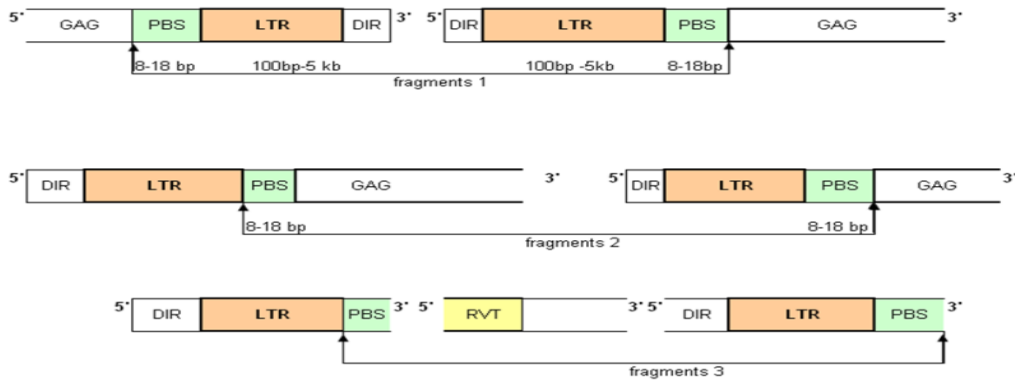 5' GAG PBS LTR DIR 3' 5' DIR LTR PBS GAG 3'
8-18 bp 100bp-5 kb 100bp -5kb 8-18bp
fragments 1
5' DIR LTR PBS GAG 3' 5' DIR LTR PBS GAG 3'
8-18 bp 8-18 bp
fragments 2
5' DIR LTR PBS 3' 5' RVT 3' 5' DIR LTR PBS 3'
fragments 3